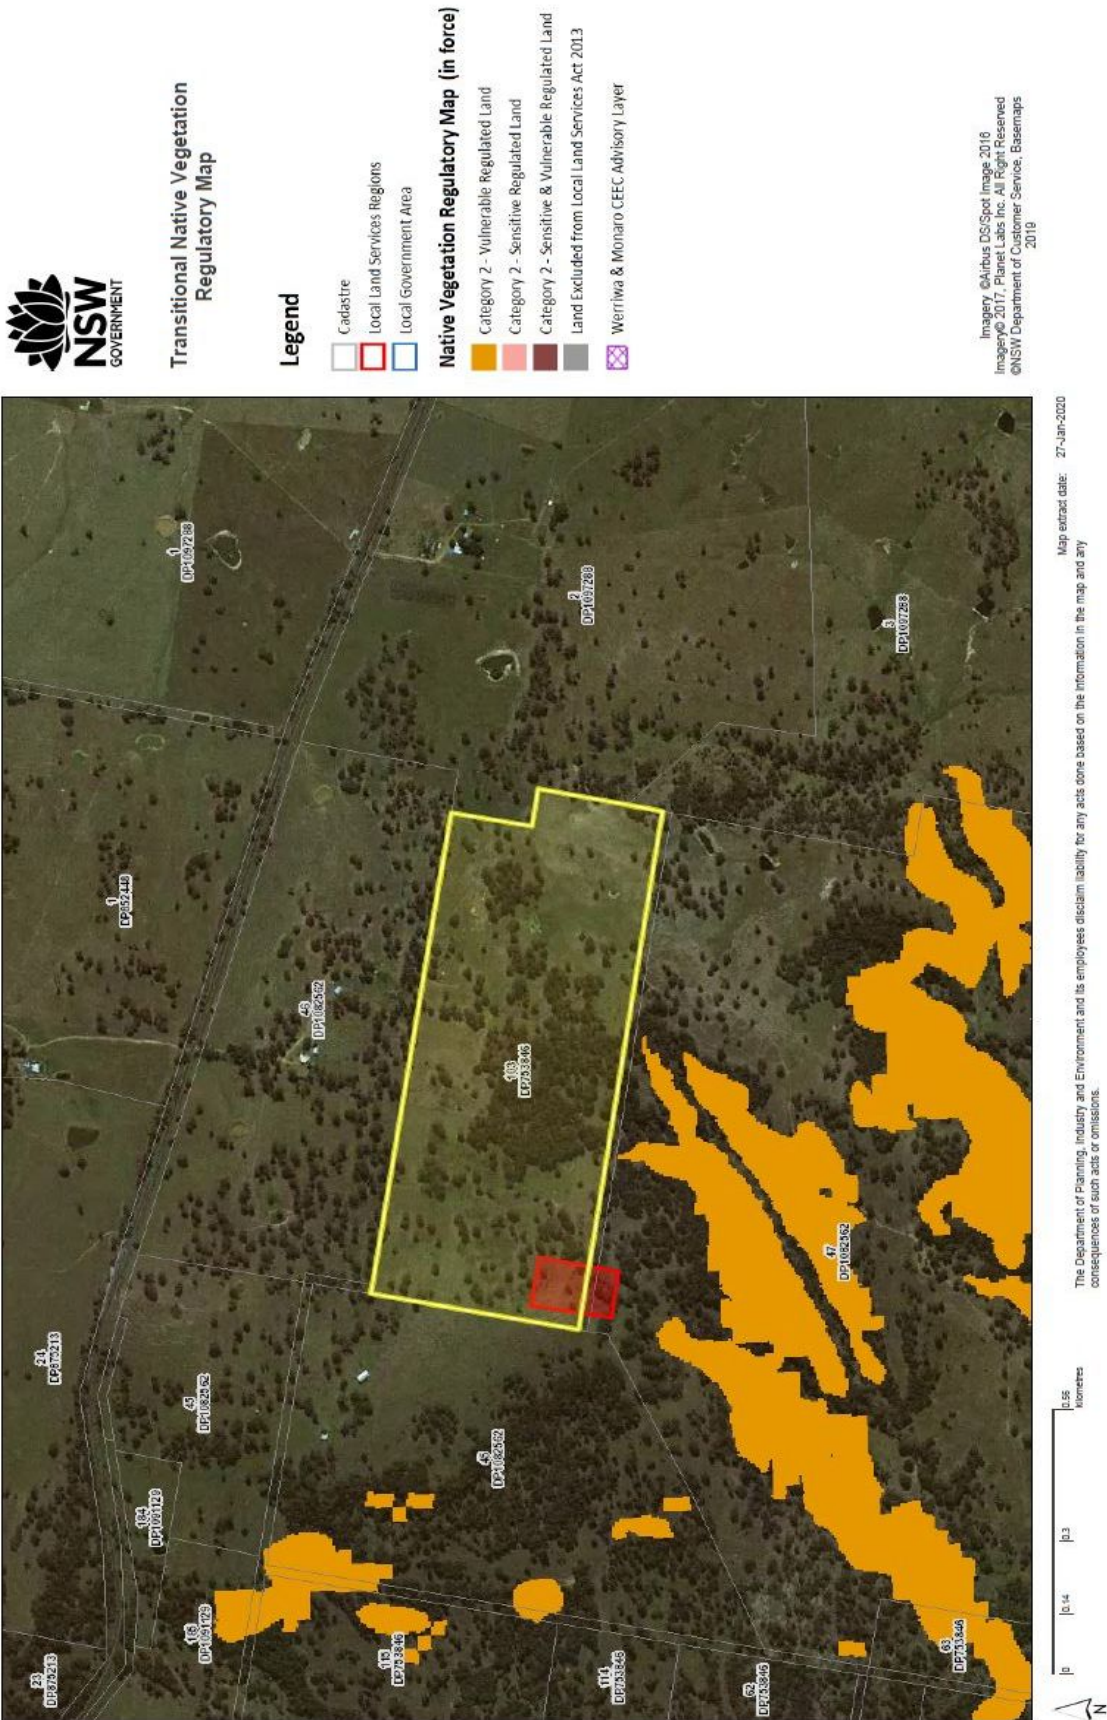 NSW
GOVERNMENT
Transitional Native Vegetation
Regulatory Map
Legend
Cadastre
Local Land Services Regions
Local Government Area
Native Vegetation Regulatory Map (in force)
Category 2 - Vulnerable Regulated Land
Category 2 - Sensitive Regulated Land
Category 2 - Sensitive & Vulnerable Regulated Land
Land Excluded from Local Land Services Act 2013
Werriwa & Monaro CEEC Advisory Layer
Imagery ©Airbus DS/Spot Image 2016
Imagery© 2017, Planet Labs Inc. All Right Reserved
©NSW Department of Customer Service, Basemaps
2019
23
DP875213
24
DP875213
1
DP852448
1
DP1097288
184
DP1091129
45
DP1082562
185
DP1091129
46
DP1082562
115
DP753846
45
DP1082562
103
DP753846
2
DP1097288
114
DP753846
62
DP753846
47
DP1082562
3
DP1097288
63
DP753846
N
0
0.14
0.3
0.56
kilometres
Map extract date: 27-Jan-2020
The Department of Planning, Industry and Environment and its employees disclaim liability for any acts done based on the information in the map and any
consequences of such acts or omissions.